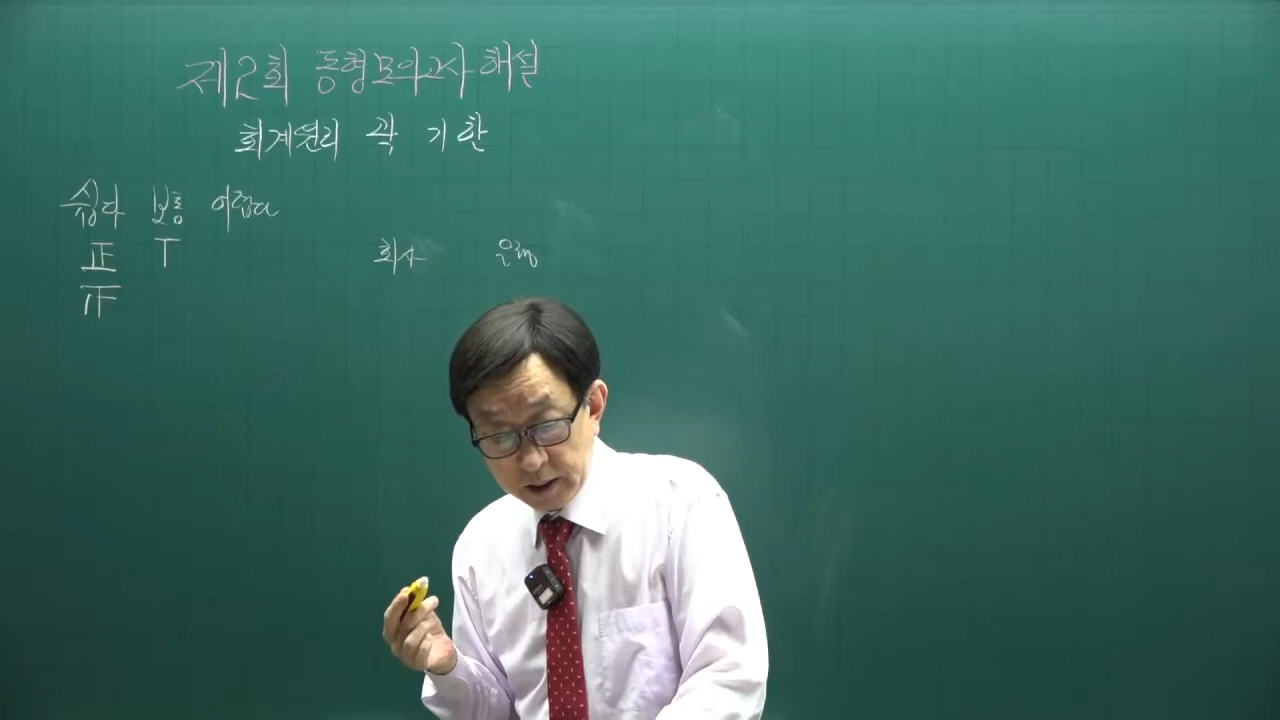 제2회 동형모의고사 해설
회계원리 곽기환
쉽다 보통 어렵다
正 丅
회사 은행